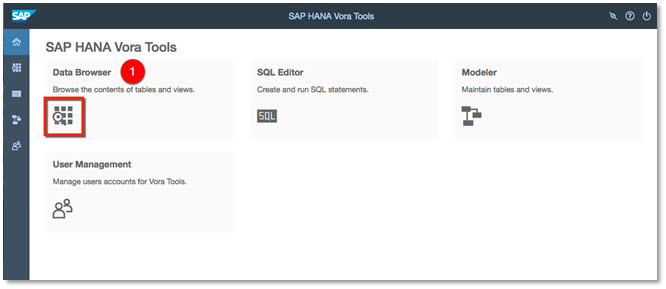 SAP
SAP HANA Vora Tools
SAP HANA Vora Tools
Data Browser
1
Browse the contents of tables and views.
SQL Editor
Create and run SQL statements.
SQL
Modeler
Maintain tables and views.
User Management
Manage users accounts for Vora Tools.